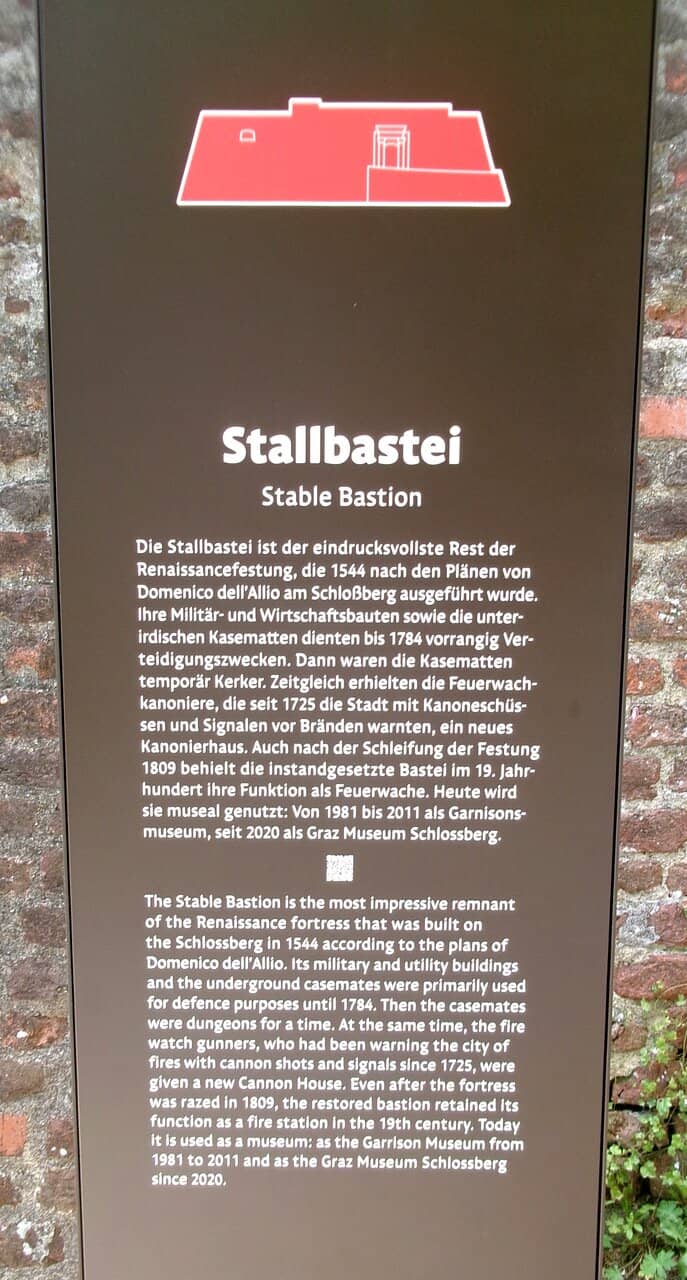 Stallbastei
Stable Bastion
Die Stallbastei ist der eindrucksvollste Rest der
Renaissancefestung, die 1544 nach den Plänen von
Domenico dell'Allio am Schloßberg ausgeführt wurde.
Ihre Militär- und Wirtschaftsbauten sowie die unter-
irdischen Kasematten dienten bis 1784 vorrangig Ver-
teidigungszwecken. Dann waren die Kasematten
temporär Kerker. Zeitgleich erhielten die Feuerwach-
kanoniere, die seit 1725 die Stadt mit Kanoneschüs-
sen und Signalen vor Bränden warnten, ein neues
Kanonierhaus. Auch nach der Schleifung der Festung
1809 behielt die instandgesetzte Bastei im 19. Jahr-
hundert ihre Funktion als Feuerwache. Heute wird
sie museal genutzt: Von 1981 bis 2011 als Garnisons-
museum, seit 2020 als Graz Museum Schlossberg.
The Stable Bastion is the most impressive remnant
of the Renaissance fortress that was built on
the Schlossberg in 1544 according to the plans of
Domenico dell'Allio. Its military and utility buildings
and the underground casemates were primarily used
for defence purposes until 1784. Then the casemates
were dungeons for a time. At the same time, the fire
watch gunners, who had been warning the city of
fires with cannon shots and signals since 1725, were
given a new Cannon House. Even after the fortress
was razed in 1809, the restored bastion retained its
function as a fire station in the 19th century. Today
it is used as a museum: as the Garrison Museum from
1981 to 2011 and as the Graz Museum Schlossberg
since 2020.